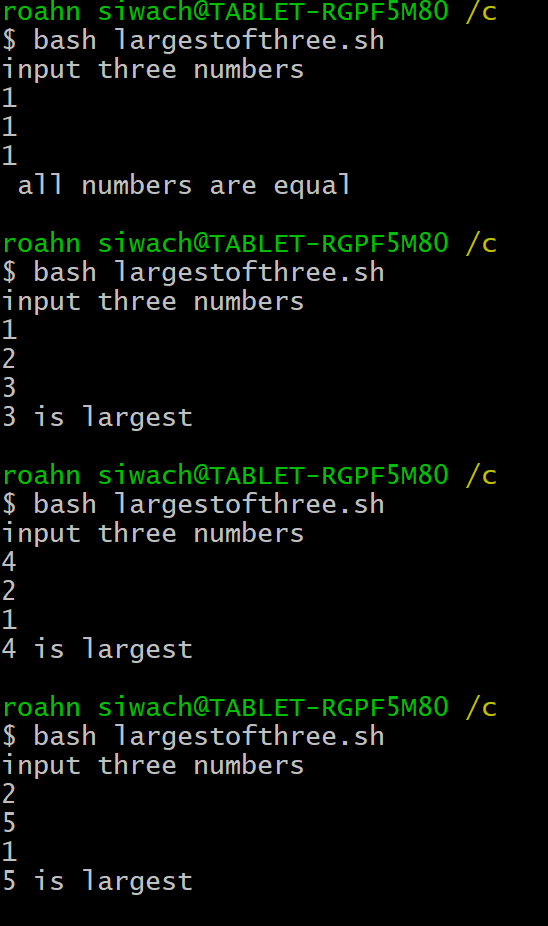 roahn siwach@TABLET-RGPF5M80 /c
$ bash largestofthree.sh
input three numbers
1
1
1
 all numbers are equal
roahn siwach@TABLET-RGPF5M80 /c
$ bash largestofthree.sh
input three numbers
1
2
3
3 is largest
roahn siwach@TABLET-RGPF5M80 /c
$ bash largestofthree.sh
input three numbers
4
2
1
4 is largest
roahn siwach@TABLET-RGPF5M80 /c
$ bash largestofthree.sh
input three numbers
2
5
1
5 is largest